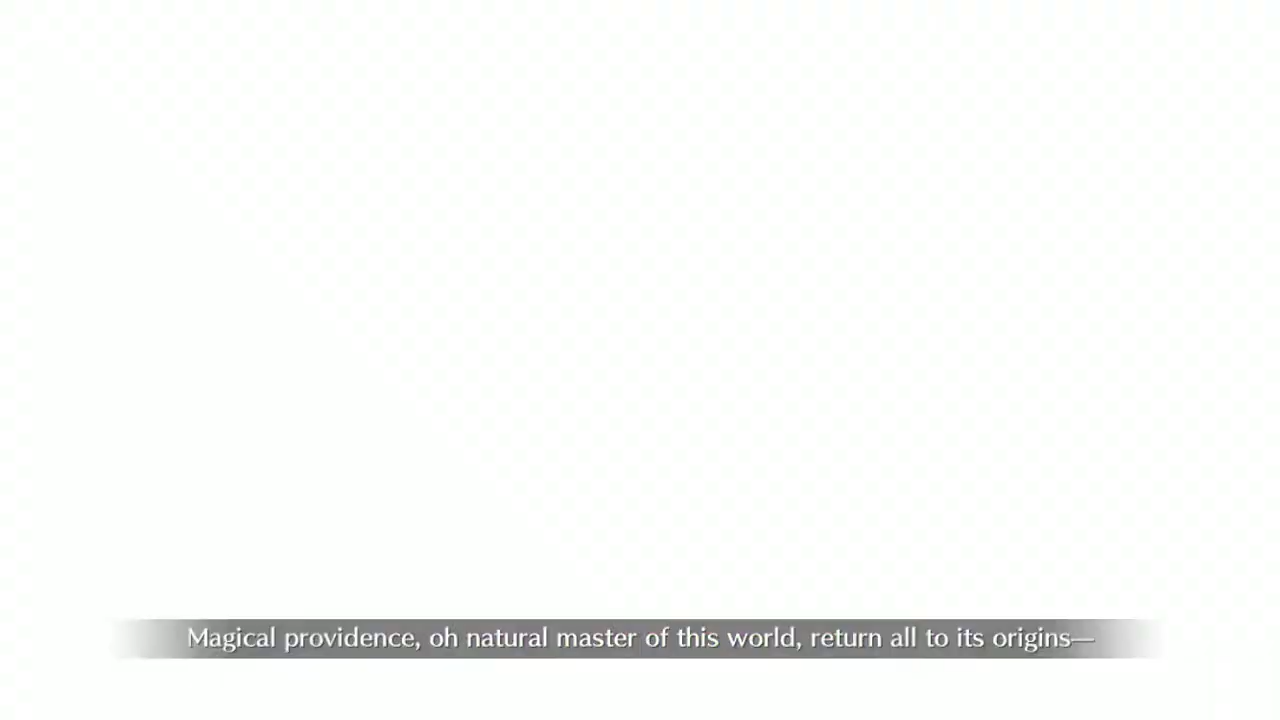 Magical providence, oh natural master of this world, return all to its origins—